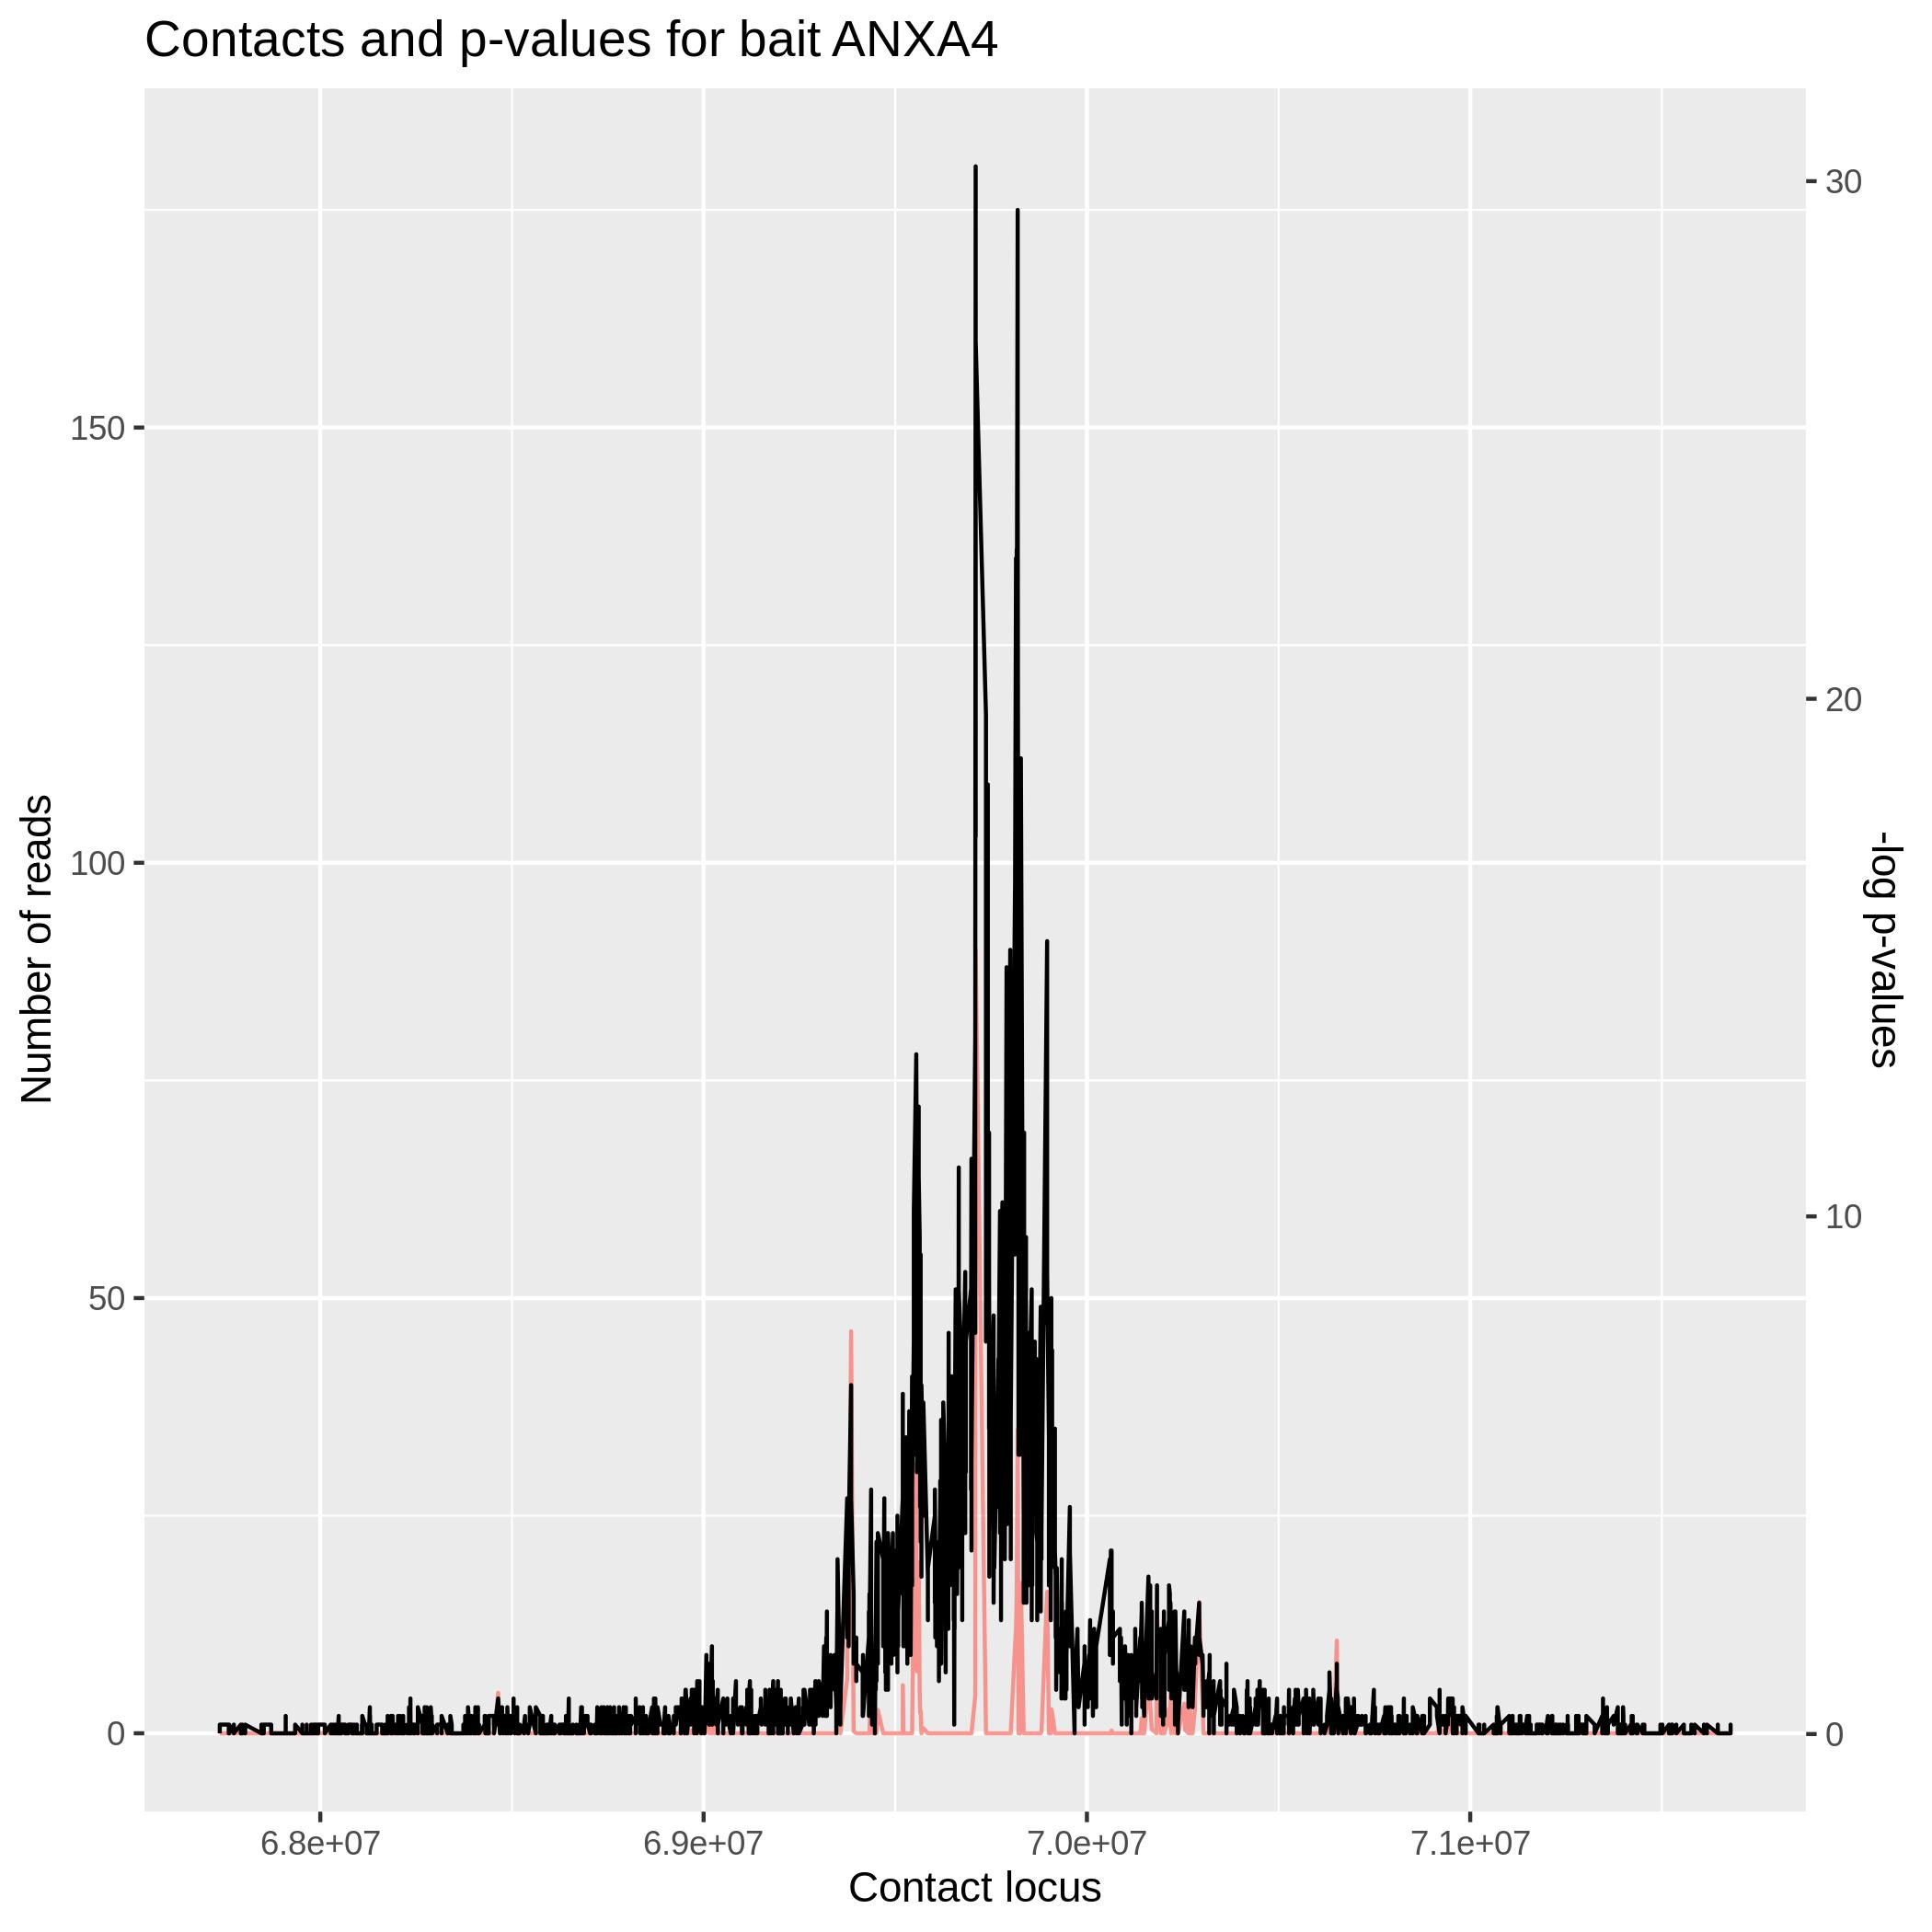 Contacts and p-values for bait ANXA4
Number of reads
150
100
50
0
30
20
10
0
-log p-values
6.8e+07 6.9e+07 7.0e+07 7.1e+07
Contact locus